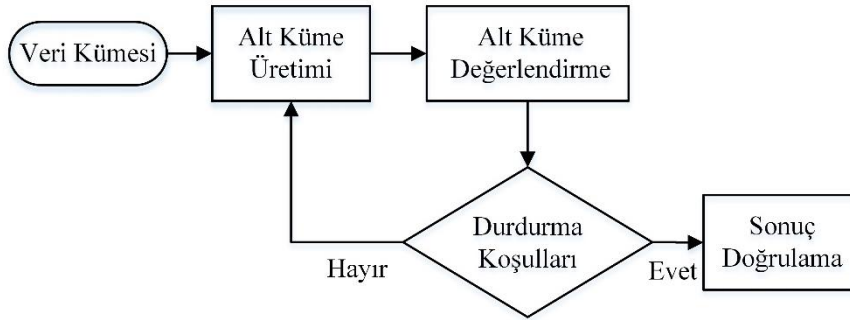 Veri Kümesi
Alt Küme
Üretimi
Alt Küme
Değerlendirme
Durdurma
Koşulları
Hayır
Evet
Sonuç
Doğrulama